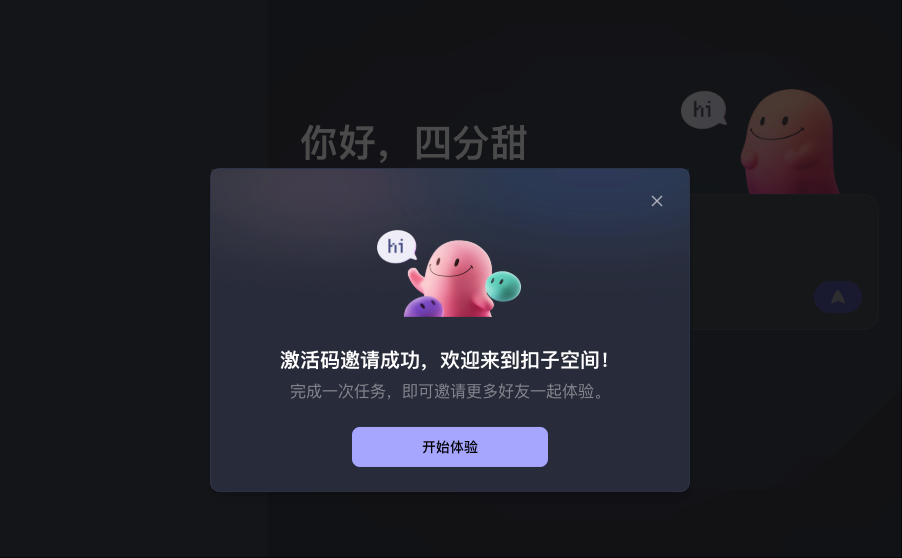 你好，四分甜
hi
hi
激活码邀请成功，欢迎来到扣子空间！
完成一次任务，即可邀请更多好友一起体验。
开始体验